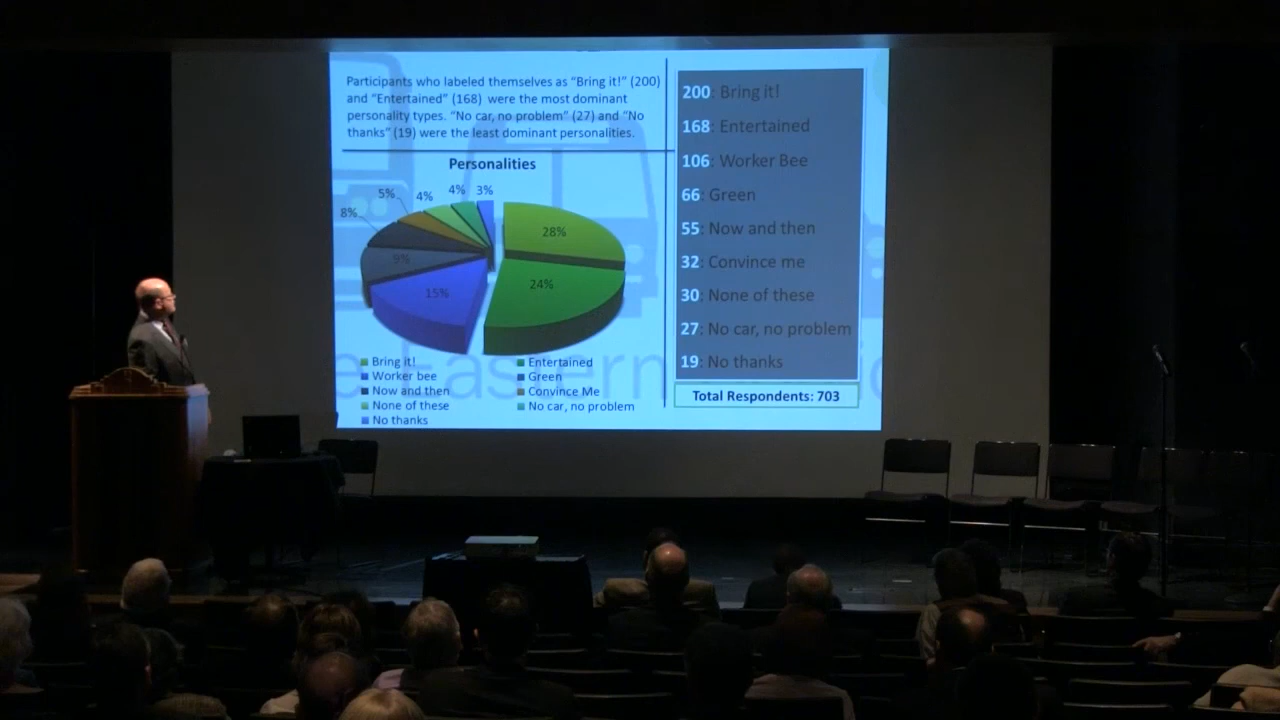 Participants who labeled themselves as “Bring it!” (200)
and “Entertained” (168) were the most dominant
personality types. “No car, no problem” (27) and “No
thanks” (19) were the least dominant personalities.
Personalities
5%
4%
4%
3%
8%
28%
9%
24%
15%
Bring it!
Entertained
Worker bee
Green
Now and then
Convince Me
None of these
No car, no problem
No thanks
200: Bring it!
168: Entertained
106: Worker Bee
66: Green
55: Now and then
32: Convince me
30: None of these
27: No car, no problem
19: No thanks
Total Respondents: 703